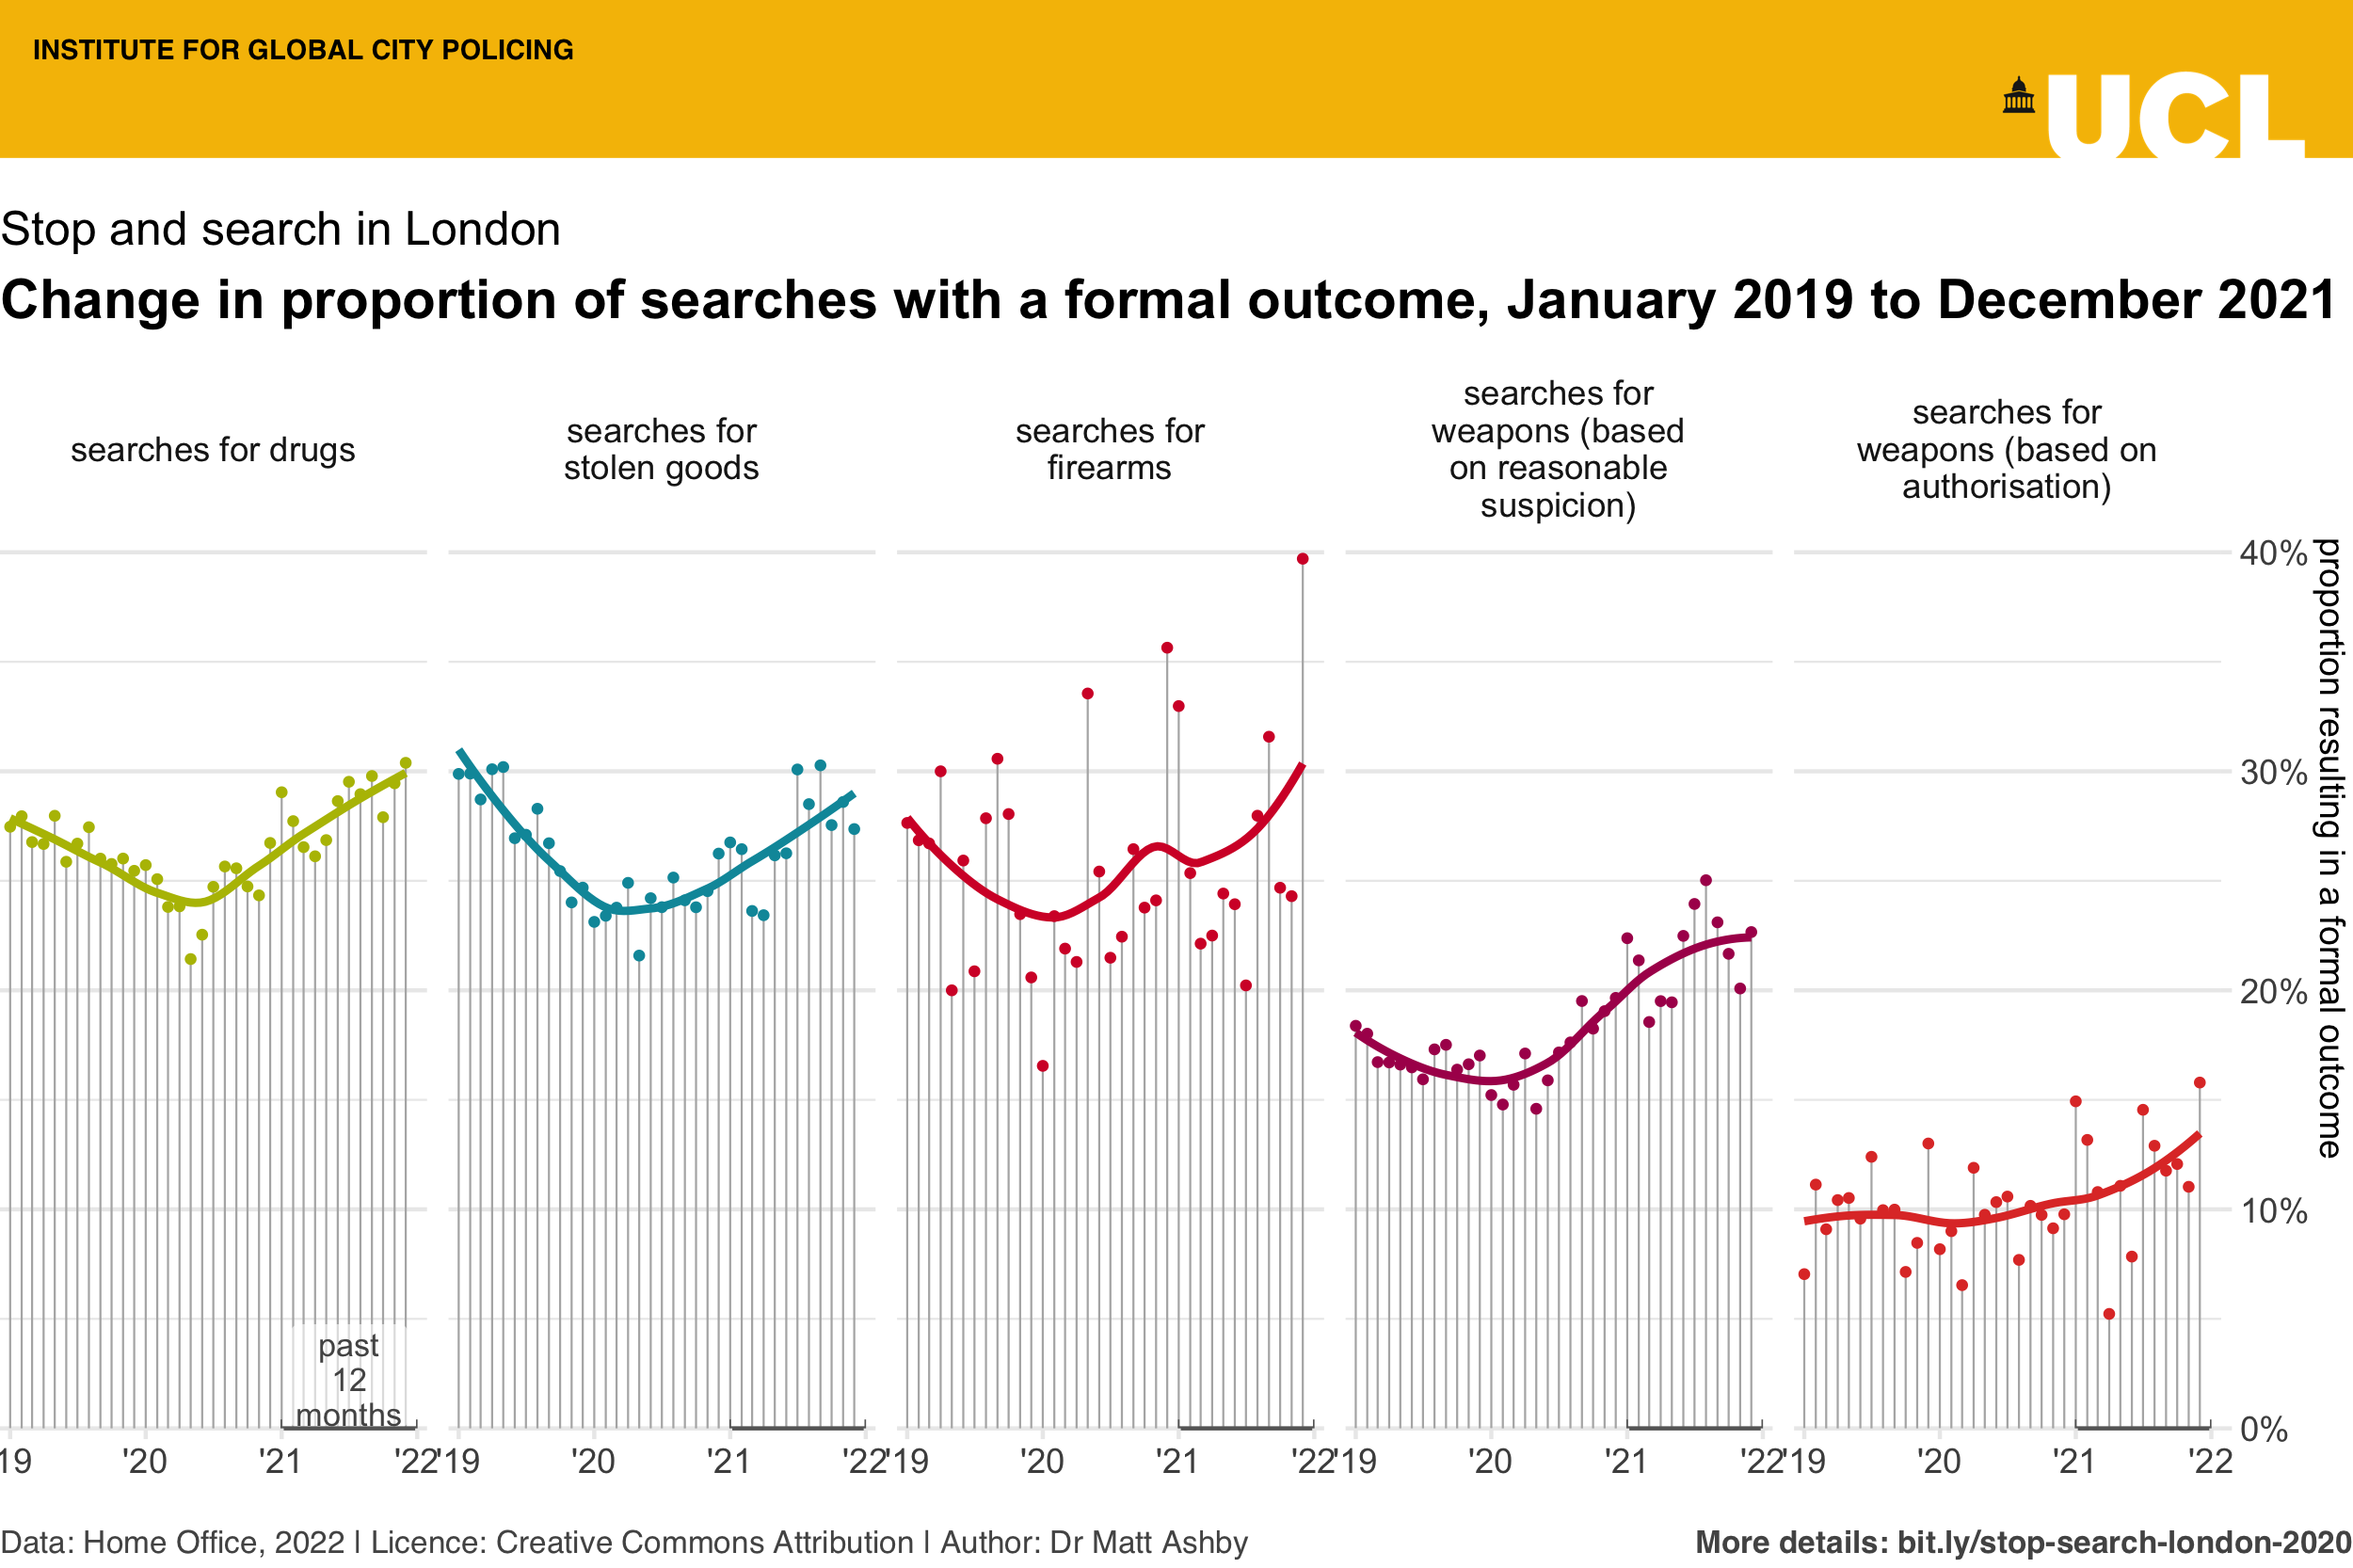 INSTITUTE FOR GLOBAL CITY POLICING
UCL
Stop and search in London
Change in proportion of searches with a formal outcome, January 2019 to December 2021
searches for drugs
searches for
stolen goods
searches for
firearms
searches for
weapons (based
on reasonable
suspicion)
searches for
weapons (based on
authorisation)
40%
30%
20%
10%
0%
proportion resulting in a formal outcome
past
12
months
19 '20 '21 '22
'19 '20 '21 '22
'19 '20 '21 '22
'19 '20 '21 '22
'19 '20 '21 '22
Data: Home Office, 2022 | Licence: Creative Commons Attribution | Author: Dr Matt Ashby
More details: bit.ly/stop-search-london-2020